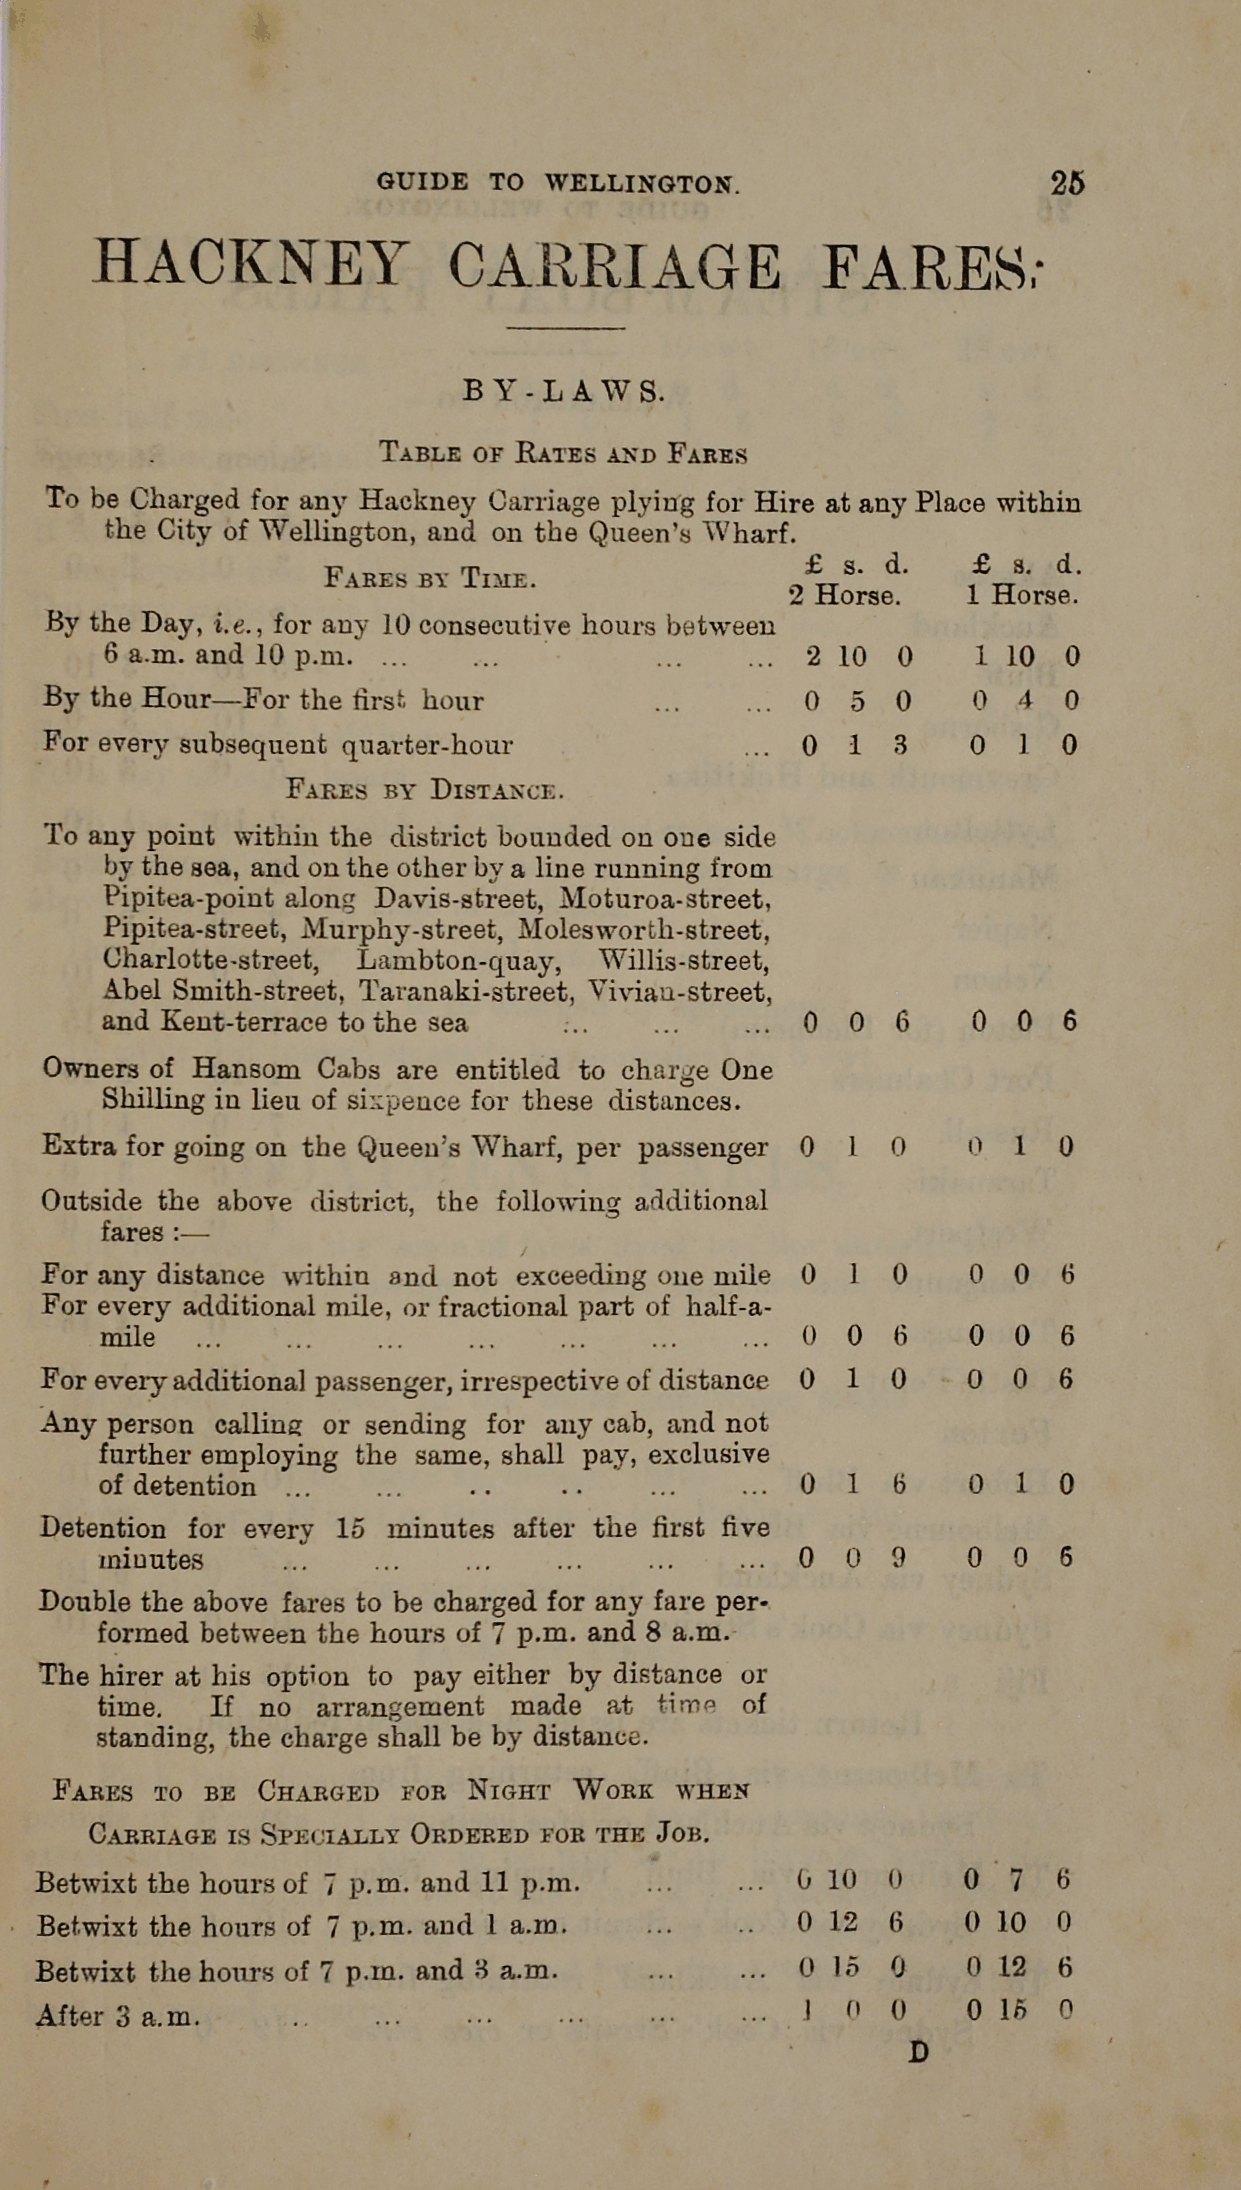 GUIDE TO WELLINGTON. 25
HACKNEY CARRIAGE FARES.
BY-LAWS.
TABLE OF RATES AND FARES
To be Charged for any Hackney Carriage plying for Hire at any Place within
the City of Wellington, and on the Queen's Wharf.
£ s. d. £ s. d.
FARES BY TIME.
2 Horse. 1 Horse.
By the Day, i.e., for any 10 consecutive hours between
6 a.m. and 10 p.m. ... ... ... ... 2 10 0 1 10 0
By the Hour—For the first hour ... ... 0 5 0 0 4 0
For every subsequent quarter-hour ... 0 1 3 0 1 0
FARES BY DISTANCE.
To any point within the district bounded on one side
by the sea, and on the other by a line running from
Pipitea-point along Davis-street, Moturoa-street,
Pipitea-street, Murphy-street, Molesworth-street,
Charlotte-street, Lambton-quay, Willis-street,
Abel Smith-street, Taranaki-street, Vivian-street,
and Kent-terrace to the sea ... ... ... 0 0 6 0 0 6
Owners of Hansom Cabs are entitled to charge One
Shilling in lieu of sixpence for these distances.
Extra for going on the Queen's Wharf, per passenger 0 1 0 0 1 0
Outside the above district, the following additional
fares :—
For any distance within and not exceeding one mile 0 1 0 0 0 6
For every additional mile, or fractional part of half-a-
mile ... ... ... ... ... ... ... 0 0 6 0 0 6
For every additional passenger, irrespective of distance 0 1 0 0 0 6
Any person calling or sending for any cab, and not
further employing the same, shall pay, exclusive
of detention ... ... .. .. ... ... 0 1 6 0 1 0
Detention for every 15 minutes after the first five
minutes ... ... ... ... ... ... 0 0 9 0 0 6
Double the above fares to be charged for any fare per-
formed between the hours of 7 p.m. and 8 a.m.
The hirer at his option to pay either by distance or
time. If no arrangement made at time of
standing, the charge shall be by distance.
FARES TO BE CHARGED FOR NIGHT WORK WHEN
CARRIAGE IS SPECIALLY ORDERED FOR THE JOB.
Betwixt the hours of 7 p.m. and 11 p.m. ... ... 0 10 0 0 7 6
Betwixt the hours of 7 p.m. and 1 a.m. ... .. 0 12 6 0 10 0
Betwixt the hours of 7 p.m. and 3 a.m. ... ... 0 15 0 0 12 6
After 3 a.m. .. ... ... ... ... ... 1 0 0 0 15 0
D